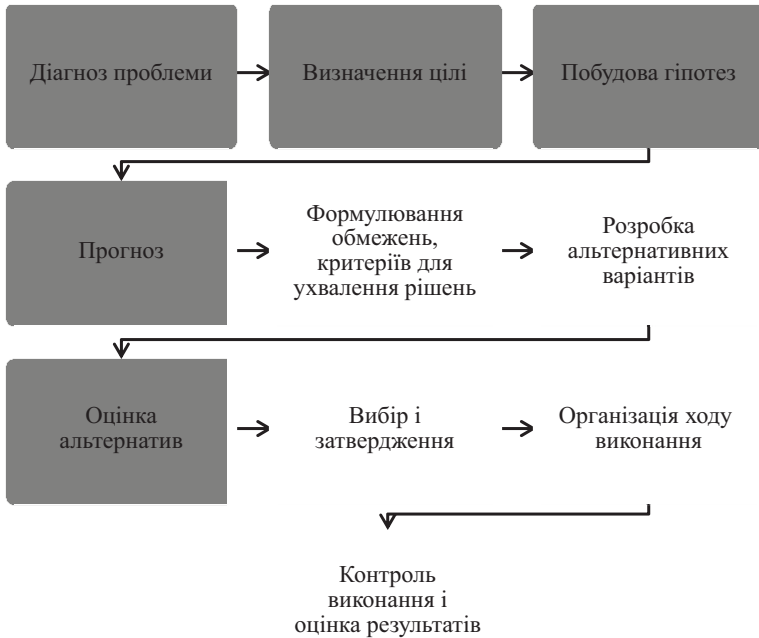 Діагноз проблеми
Визначення цілі
Побудова гіпотез
Прогноз
Формулювання
обмежень,
критеріїв для
ухвалення рішень
Розробка
альтернативних
варіантів
Оцінка
альтернатив
Вибір і
затвердження
Організація ходу
виконання
Контроль
виконання і
оцінка результатів